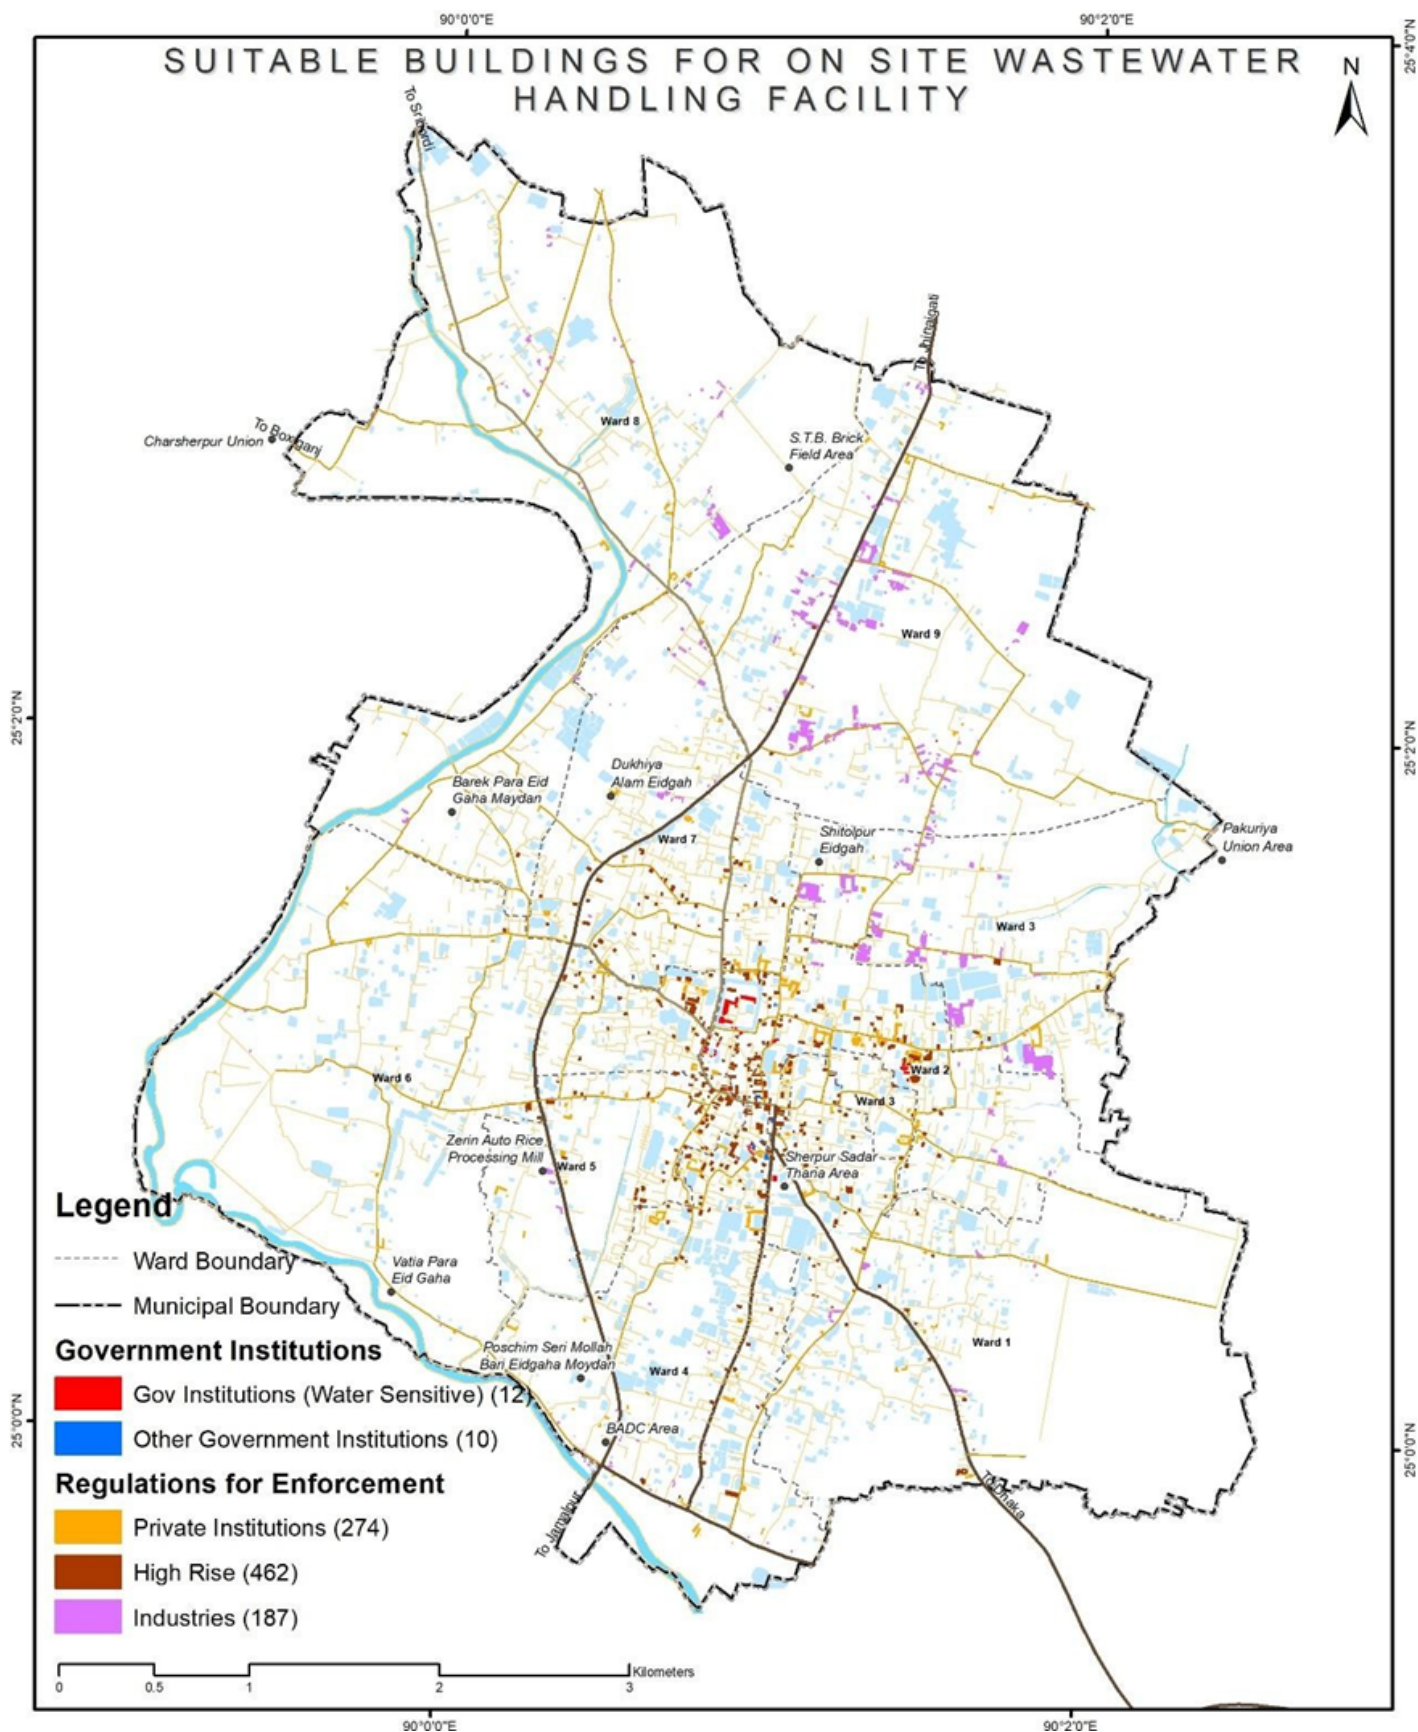 90°0'0"E
90°2'0"E
SUITABLE BUILDINGS FOR ON SITE WASTEWATER
HANDLING FACILITY
N
25°4'0"N
To Sribordi
To Jhinaigati
Ward 8
To Boxiganj
Charsherpur Union
S.T.B. Brick
Field Area
Ward 9
25°2'0"N
25°2'0"N
Dukhiya
Alam Eidgah
Barek Para Eid
Gaha Maydan
Ward 7
Shitolpur
Eidgah
Pakuriya
Union Area
Ward 3
Ward 6
Ward 2
Ward 3
Zerin Auto Rice
Processing Mill
Ward 5
Sherpur Sadar
Thana Area
Vatia Para
Eid Gaha
Ward 1
Poschim Seri Mollah
Bari Eidgaha Moydan
Ward 4
BADC Area
25°0'0"N
25°0'0"N
To Jamalpur
To Dhaka
Legend
Ward Boundary
Municipal Boundary
Government Institutions
Gov Institutions (Water Sensitive) (12)
Other Government Institutions (10)
Regulations for Enforcement
Private Institutions (274)
High Rise (462)
Industries (187)
Kilometers
0 0.5 1 2 3
90°0'0"E
90°2'0"E